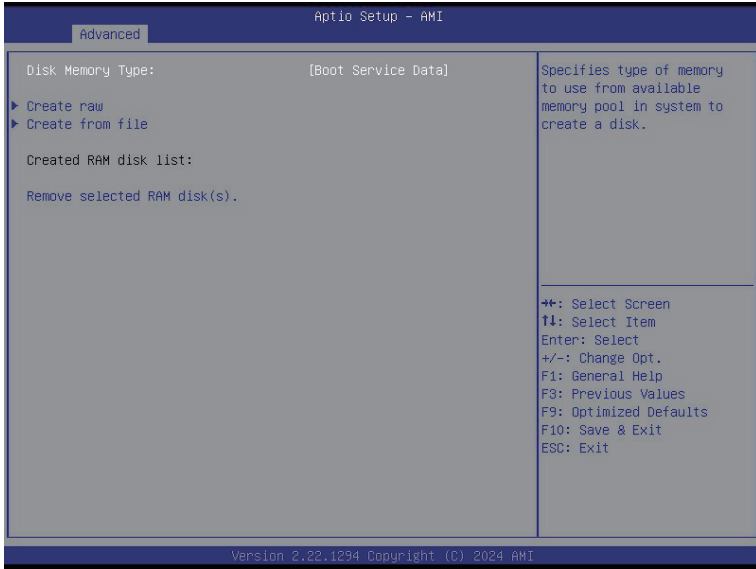 Aptio Setup - AMI
Advanced
Disk Memory Type: [Boot Service Data]
Create raw
Create from file
Created RAM disk list:
Remove selected RAM disk(s).
Specifies type of memory
to use from available
memory pool in system to
create a disk.
→←: Select Screen
↑↓: Select Item
Enter: Select
+/-: Change Opt.
F1: General Help
F3: Previous Values
F9: Optimized Defaults
F10: Save & Exit
ESC: Exit
Version 2.22.1294 Copyright (C) 2024 AMI